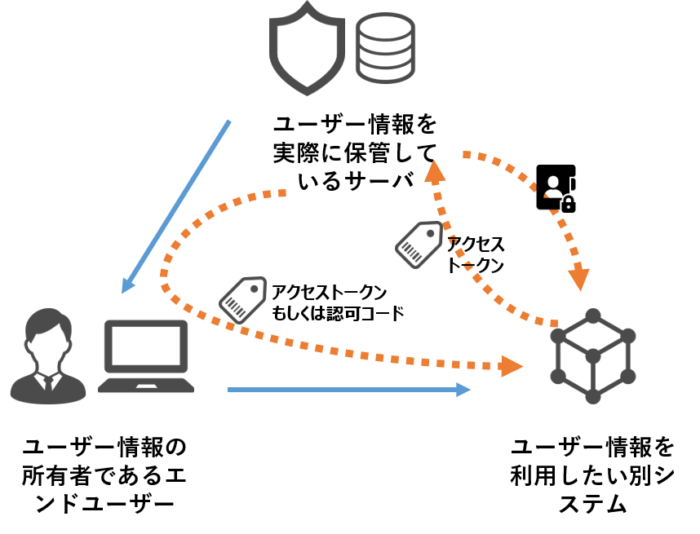 ユーザー情報を
実際に保管して
いるサーバ
アクセス
トークン
アクセストークン
もしくは認可コード
ユーザー情報の
所有者であるエ
ンドユーザー
ユーザー情報を
利用したい別シ
ステム